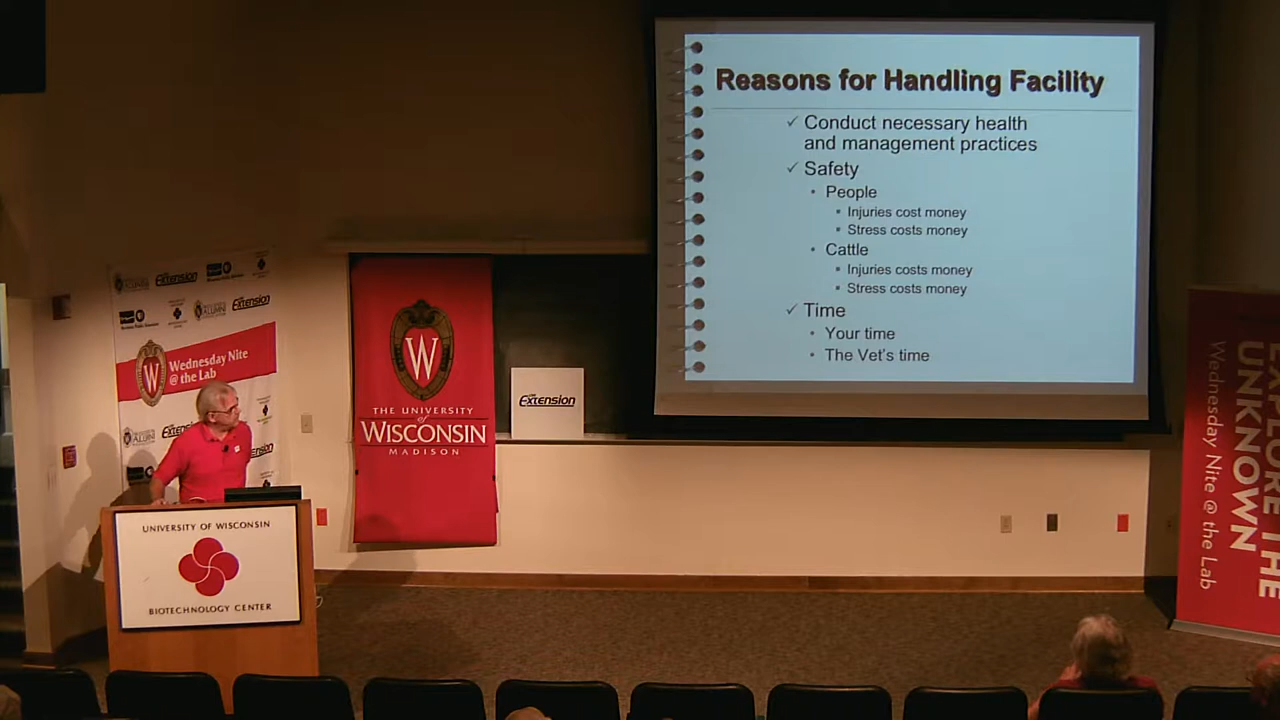 Reasons for Handling Facility
✓ Conduct necessary health
and management practices
✓ Safety
• People
▪ Injuries cost money
▪ Stress costs money
• Cattle
▪ Injuries costs money
▪ Stress costs money
✓ Time
• Your time
• The Vet's time
Extension
Extension
Wednesday Nite
@ the Lab
ALUMNI
W
THE UNIVERSITY
of
WISCONSIN
MADISON
Extension
UNIVERSITY OF WISCONSIN
BIOTECHNOLOGY CENTER
EXPLORE THE
UNKNOWN
Wednesday Nite @ the Lab